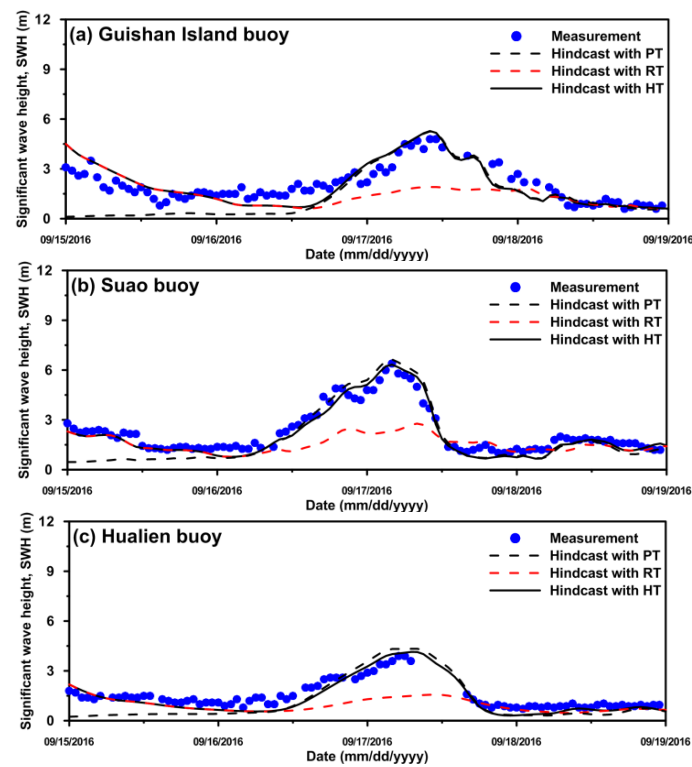 (a) Guishan Island buoy
Measurement
Hindcast with PT
Hindcast with RT
Hindcast with HT
Significant wave height, SWH (m)
12
9
6
3
0
09/15/2016 09/16/2016 09/17/2016 09/18/2016 09/19/2016
Date (mm/dd/yyyy)
(b) Suao buoy
Measurement
Hindcast with PT
Hindcast with RT
Hindcast with HT
Significant wave height, SWH (m)
12
9
6
3
0
09/15/2016 09/16/2016 09/17/2016 09/18/2016 09/19/2016
Date (mm/dd/yyyy)
(c) Hualien buoy
Measurement
Hindcast with PT
Hindcast with RT
Hindcast with HT
Significant wave height, SWH (m)
12
9
6
3
0
09/15/2016 09/16/2016 09/17/2016 09/18/2016 09/19/2016
Date (mm/dd/yyyy)